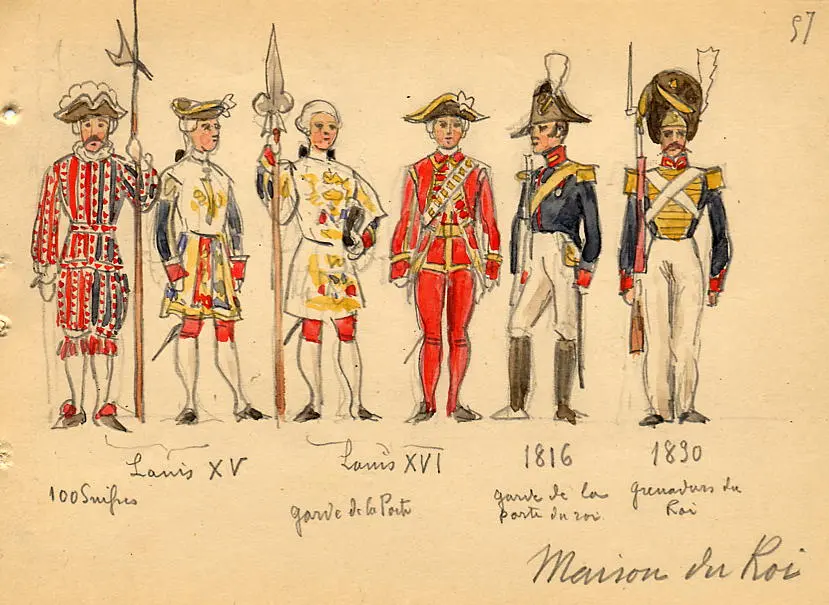 97
Louis XV
Louis XVI
1816
1830
100 Suisses
garde de la Porte
garde de la
porte du roi
grenadiers du
Roi
Maison du Roi